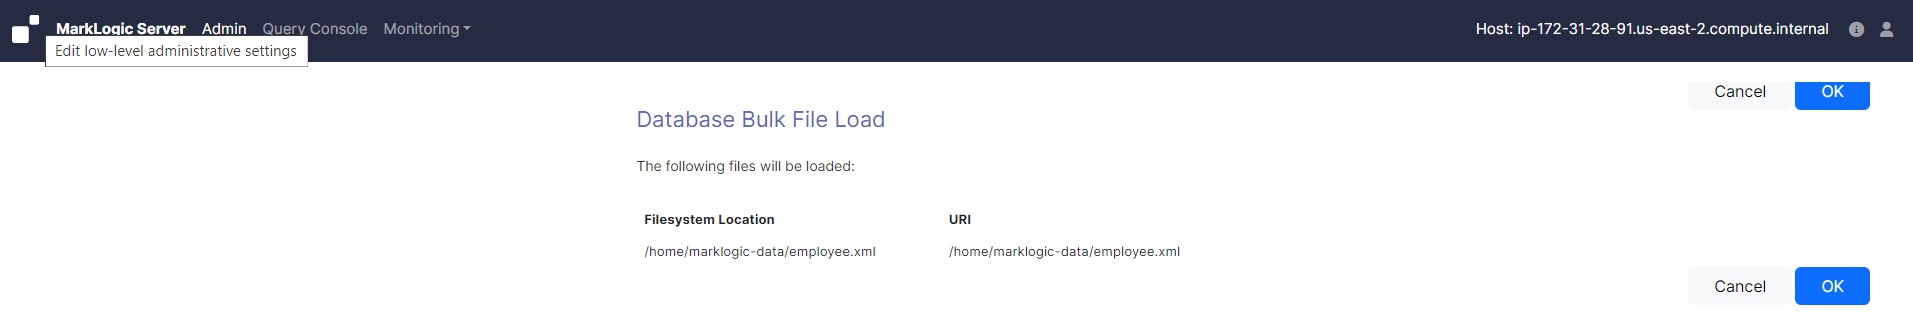 MarkLogic Server Admin Query Console Monitoring Host: ip-172-31-28-91.us-east-2.compute.internal
Edit low-level administrative settings
Cancel OK
Database Bulk File Load
The following files will be loaded:
Filesystem Location URI
/home/marklogic-data/employee.xml /home/marklogic-data/employee.xml
Cancel OK